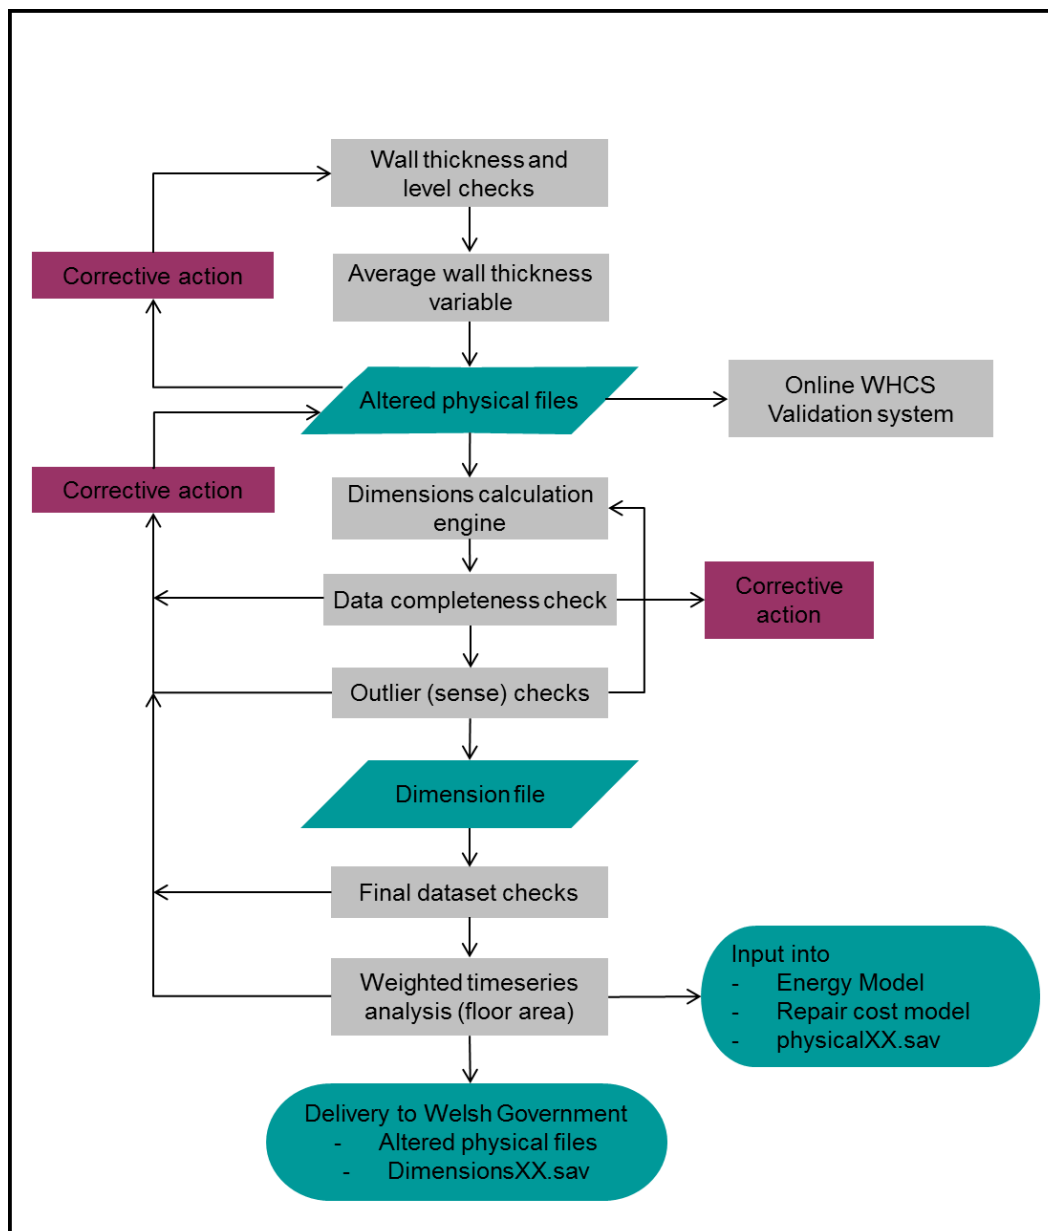 Wall thickness and
level checks
Corrective action
Average wall thickness
variable
Altered physical files
Online WHCS
Validation system
Corrective action
Dimensions calculation
engine
Data completeness check
Corrective
action
Outlier (sense) checks
Dimension file
Final dataset checks
Weighted timeseries
analysis (floor area)
Input into
- Energy Model
- Repair cost model
- physicalXX.sav
Delivery to Welsh Government
- Altered physical files
- DimensionsXX.sav